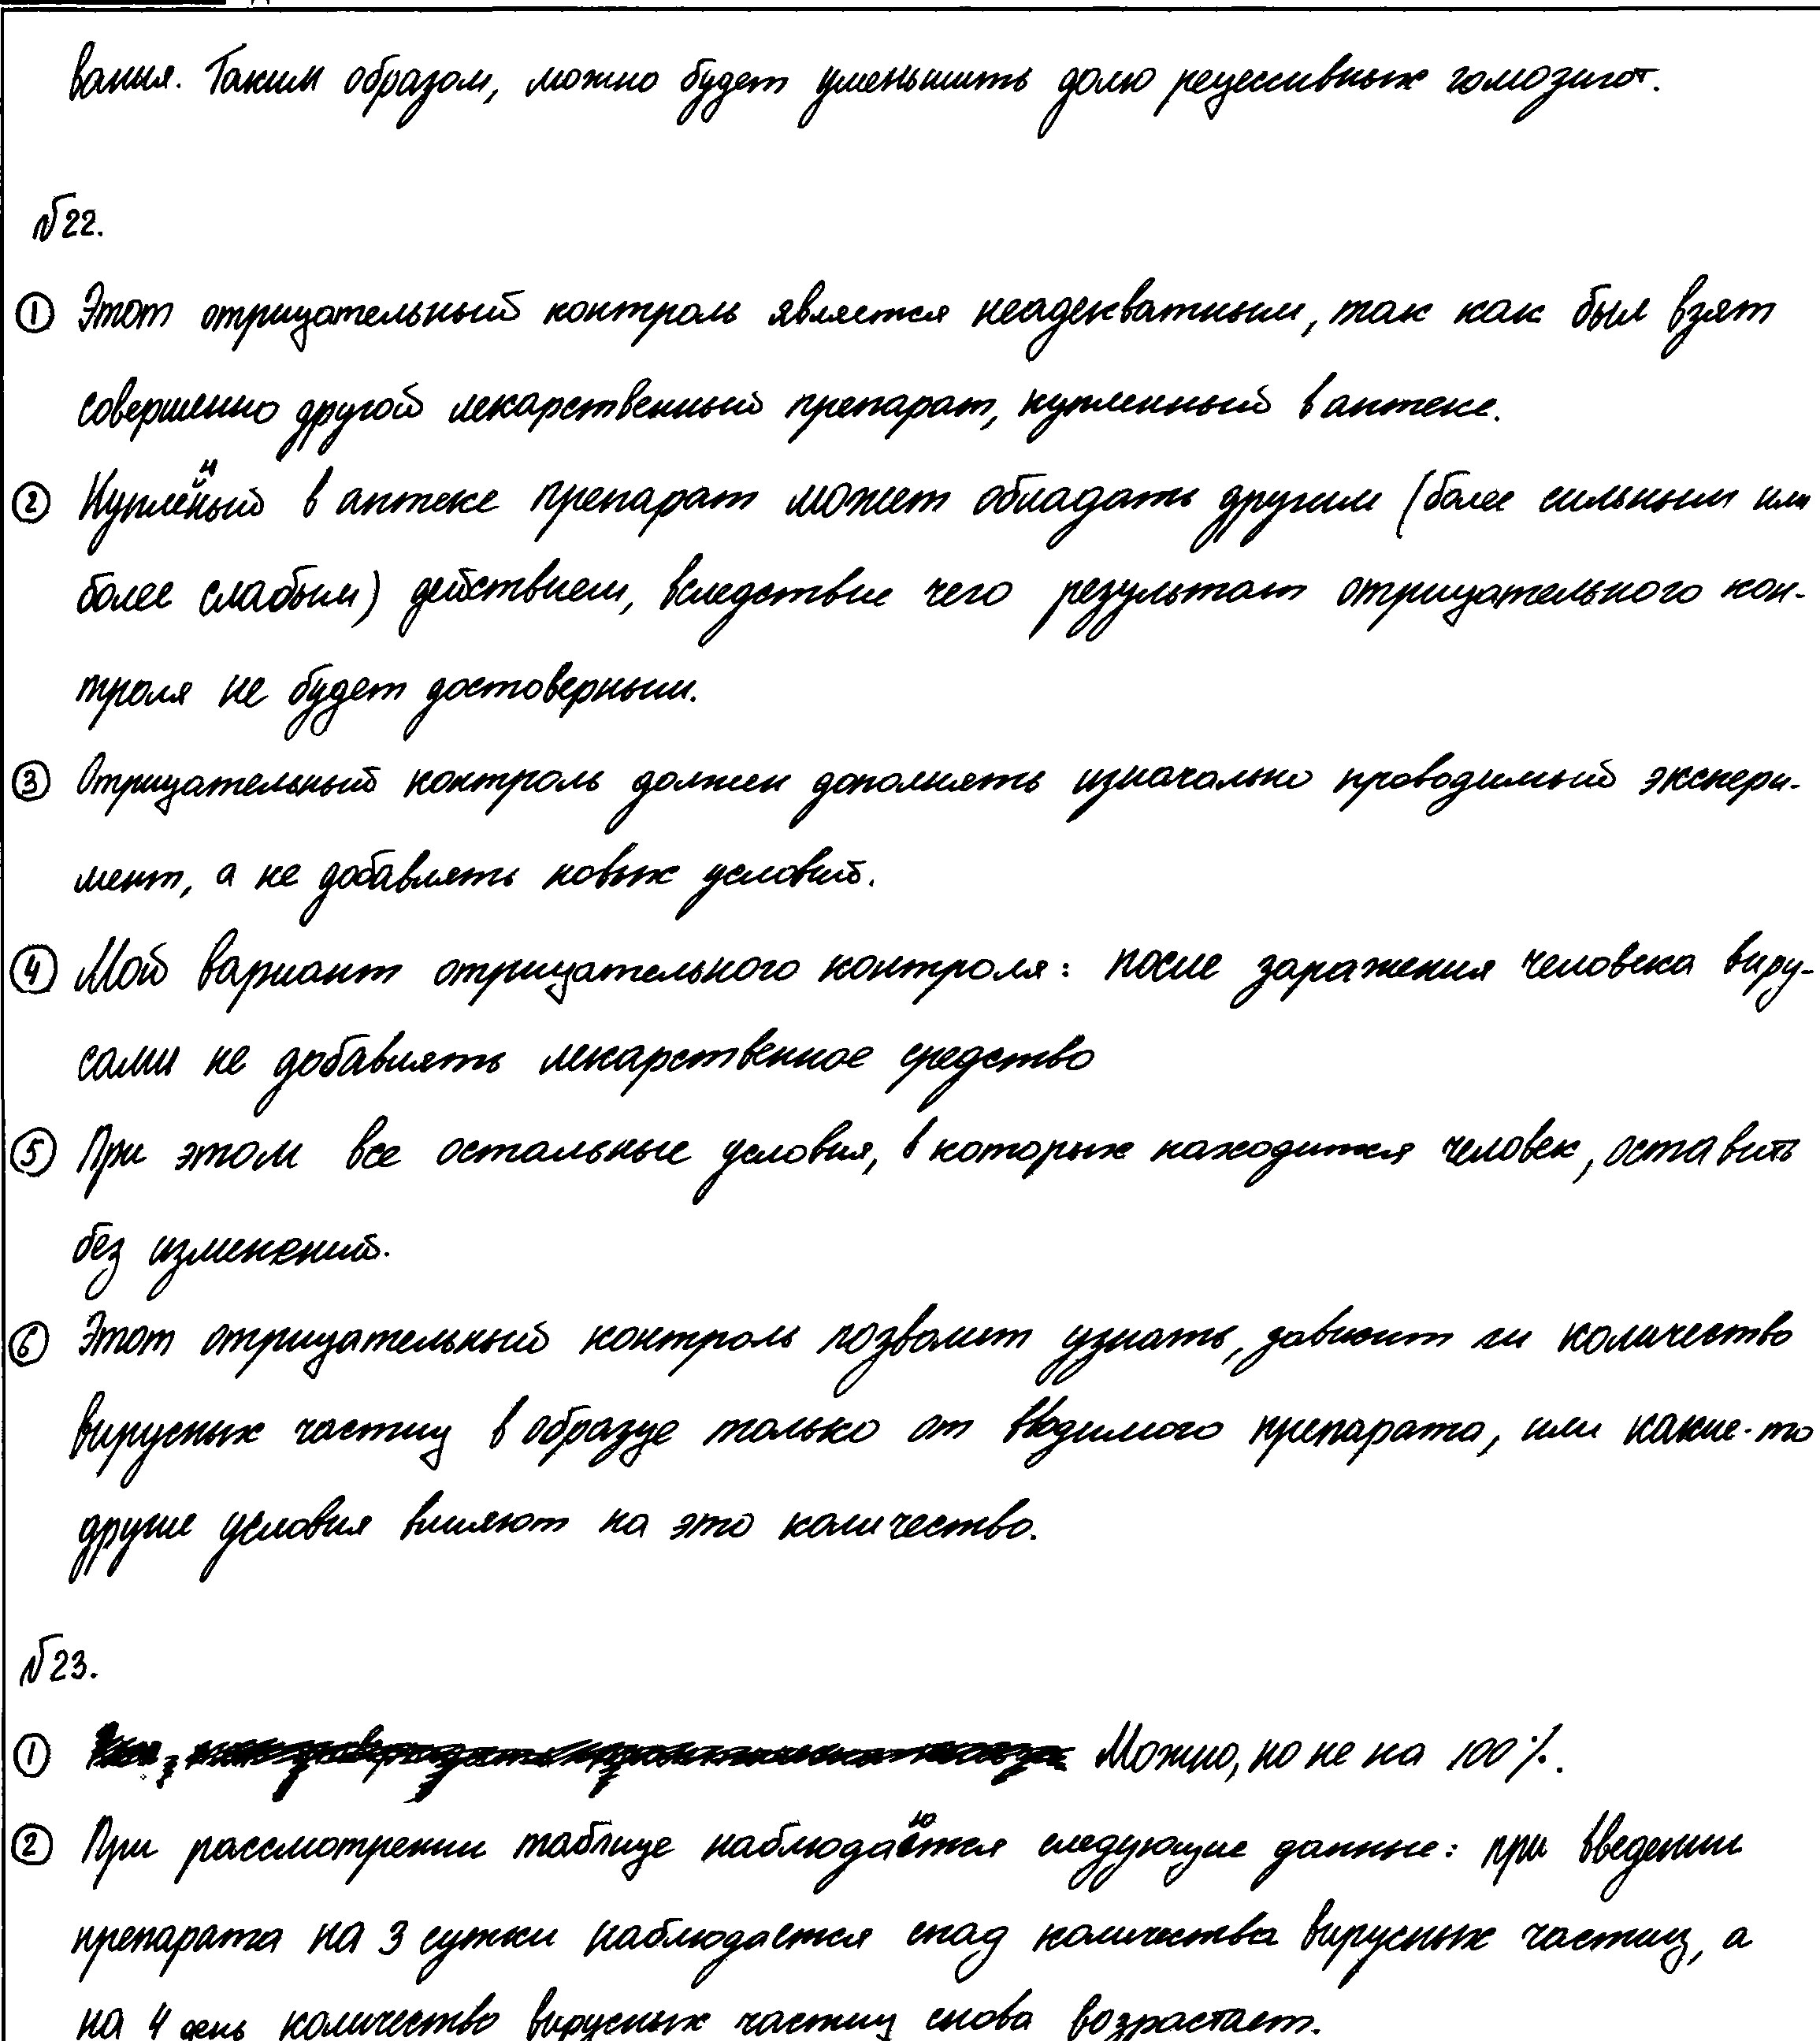 вания. Таким образом, можно будет уменьшить долю рецессивных гомозигот.
№22.
① Этот отрицательный контроль является неадекватным, так как был взят
совершенно другой лекарственный препарат, купленный в аптеке.
② Купленный в аптеке препарат может обладать другим (более сильным или
более слабым) действием, вследствие чего результат отрицательного кон-
троля не будет достоверным.
③ Отрицательный контроль должен дополнять изначально проводимый экспери-
мент, а не добавлять новых условий.
④ Мой вариант отрицательного контроля: после заражения человека виру-
сами не добавлять лекарственное средство
⑤ При этом все остальные условия, в которых находится человек, оставить
без изменений.
⑥ Этот отрицательный контроль позволит узнать, зависит ли количество
вирусных частиц в образце только от вводимого препарата, или какие-то
другие условия влияют на это количество.
№23.
① Можно, но не на 100%.
② При рассмотрении таблице наблюдаются следующие данные: при введении
препарата на 3 сутки наблюдается спад количества вирусных частиц, а
на 4 день количество вирусных частиц снова возрастает.